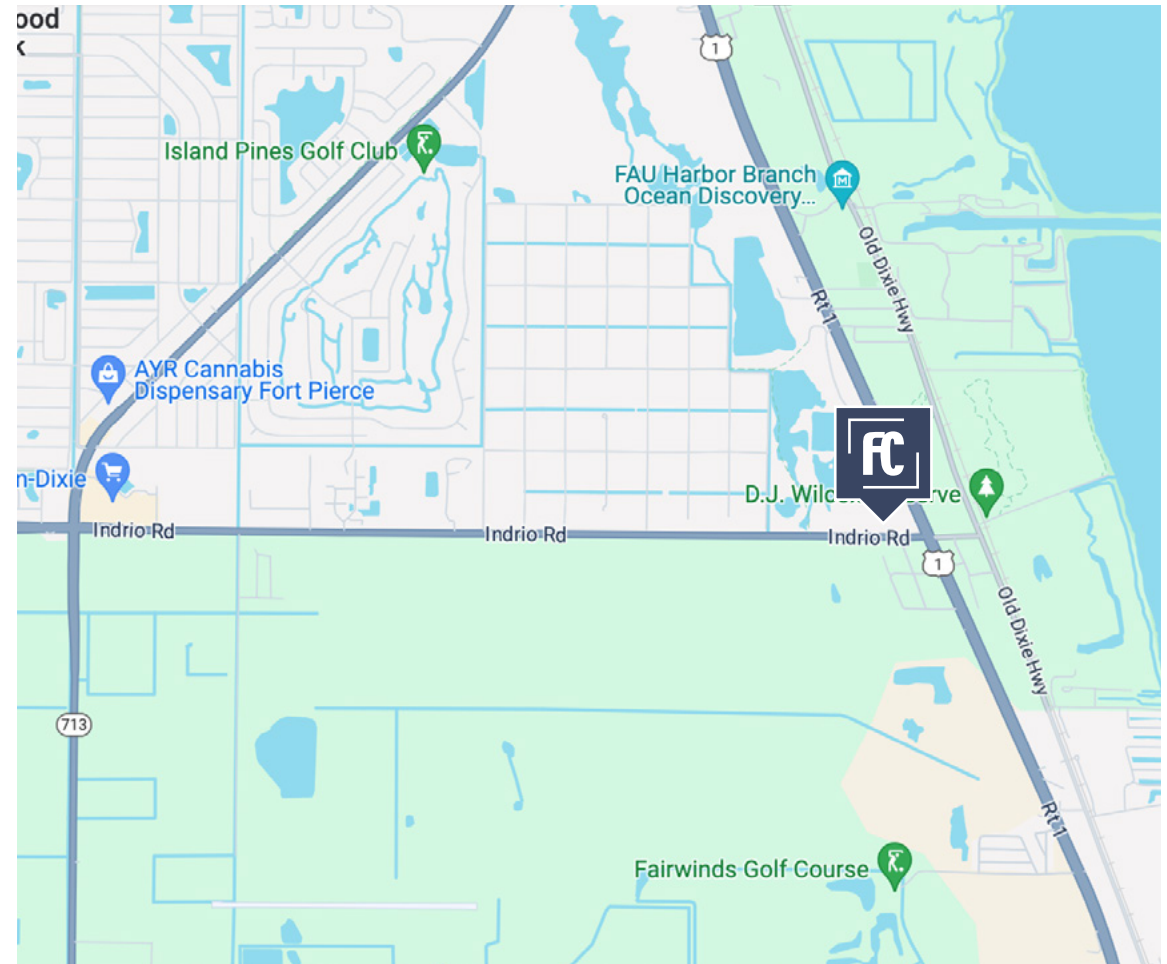 ood
k
1
Island Pines Golf Club
FAU Harbor Branch
Ocean Discovery...
Old Dixie Hwy
Rt 1
AYR Cannabis
Dispensary Fort Pierce
FC
n-Dixie
D.J. Wilc
rve
Indrio Rd
Indrio Rd
Indrio Rd
1
Old Dixie Hwy
713
Rt 1
Fairwinds Golf Course